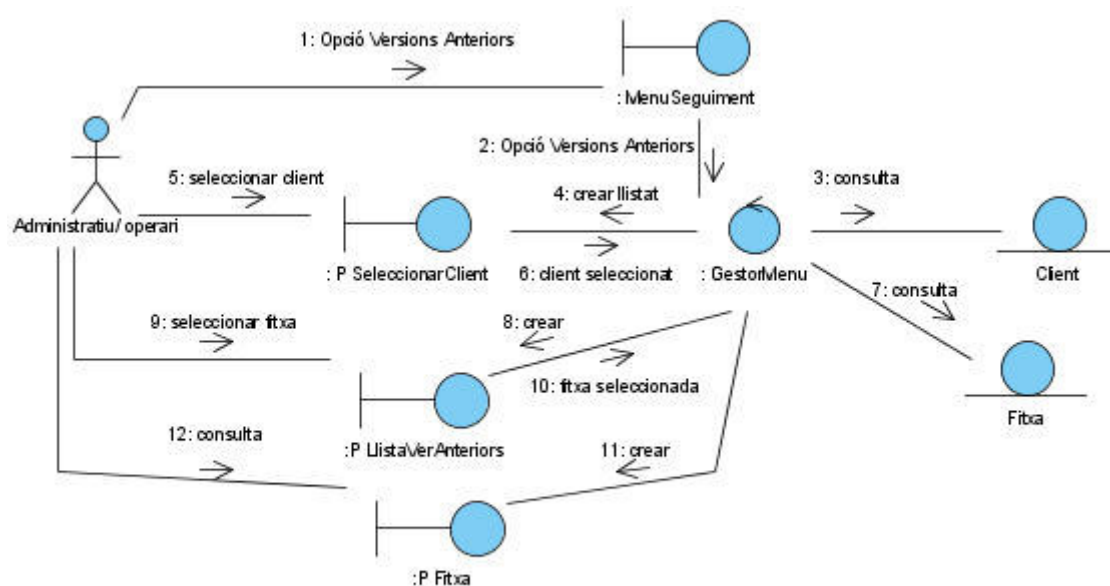 1: Opció Versions Anteriors
: MenuSeguiment
2: Opció Versions Anteriors
5: seleccionar client
4: crear llistat
3: consulta
Administratiu/ operari
: P SeleccionarClient
6: client seleccionat
: GestorMenu
Client
7: consulta
9: seleccionar fitxa
8: crear
10: fitxa seleccionada
Fitxa
12: consulta
:P LlistaVerAnteriors
11: crear
:P Fitxa